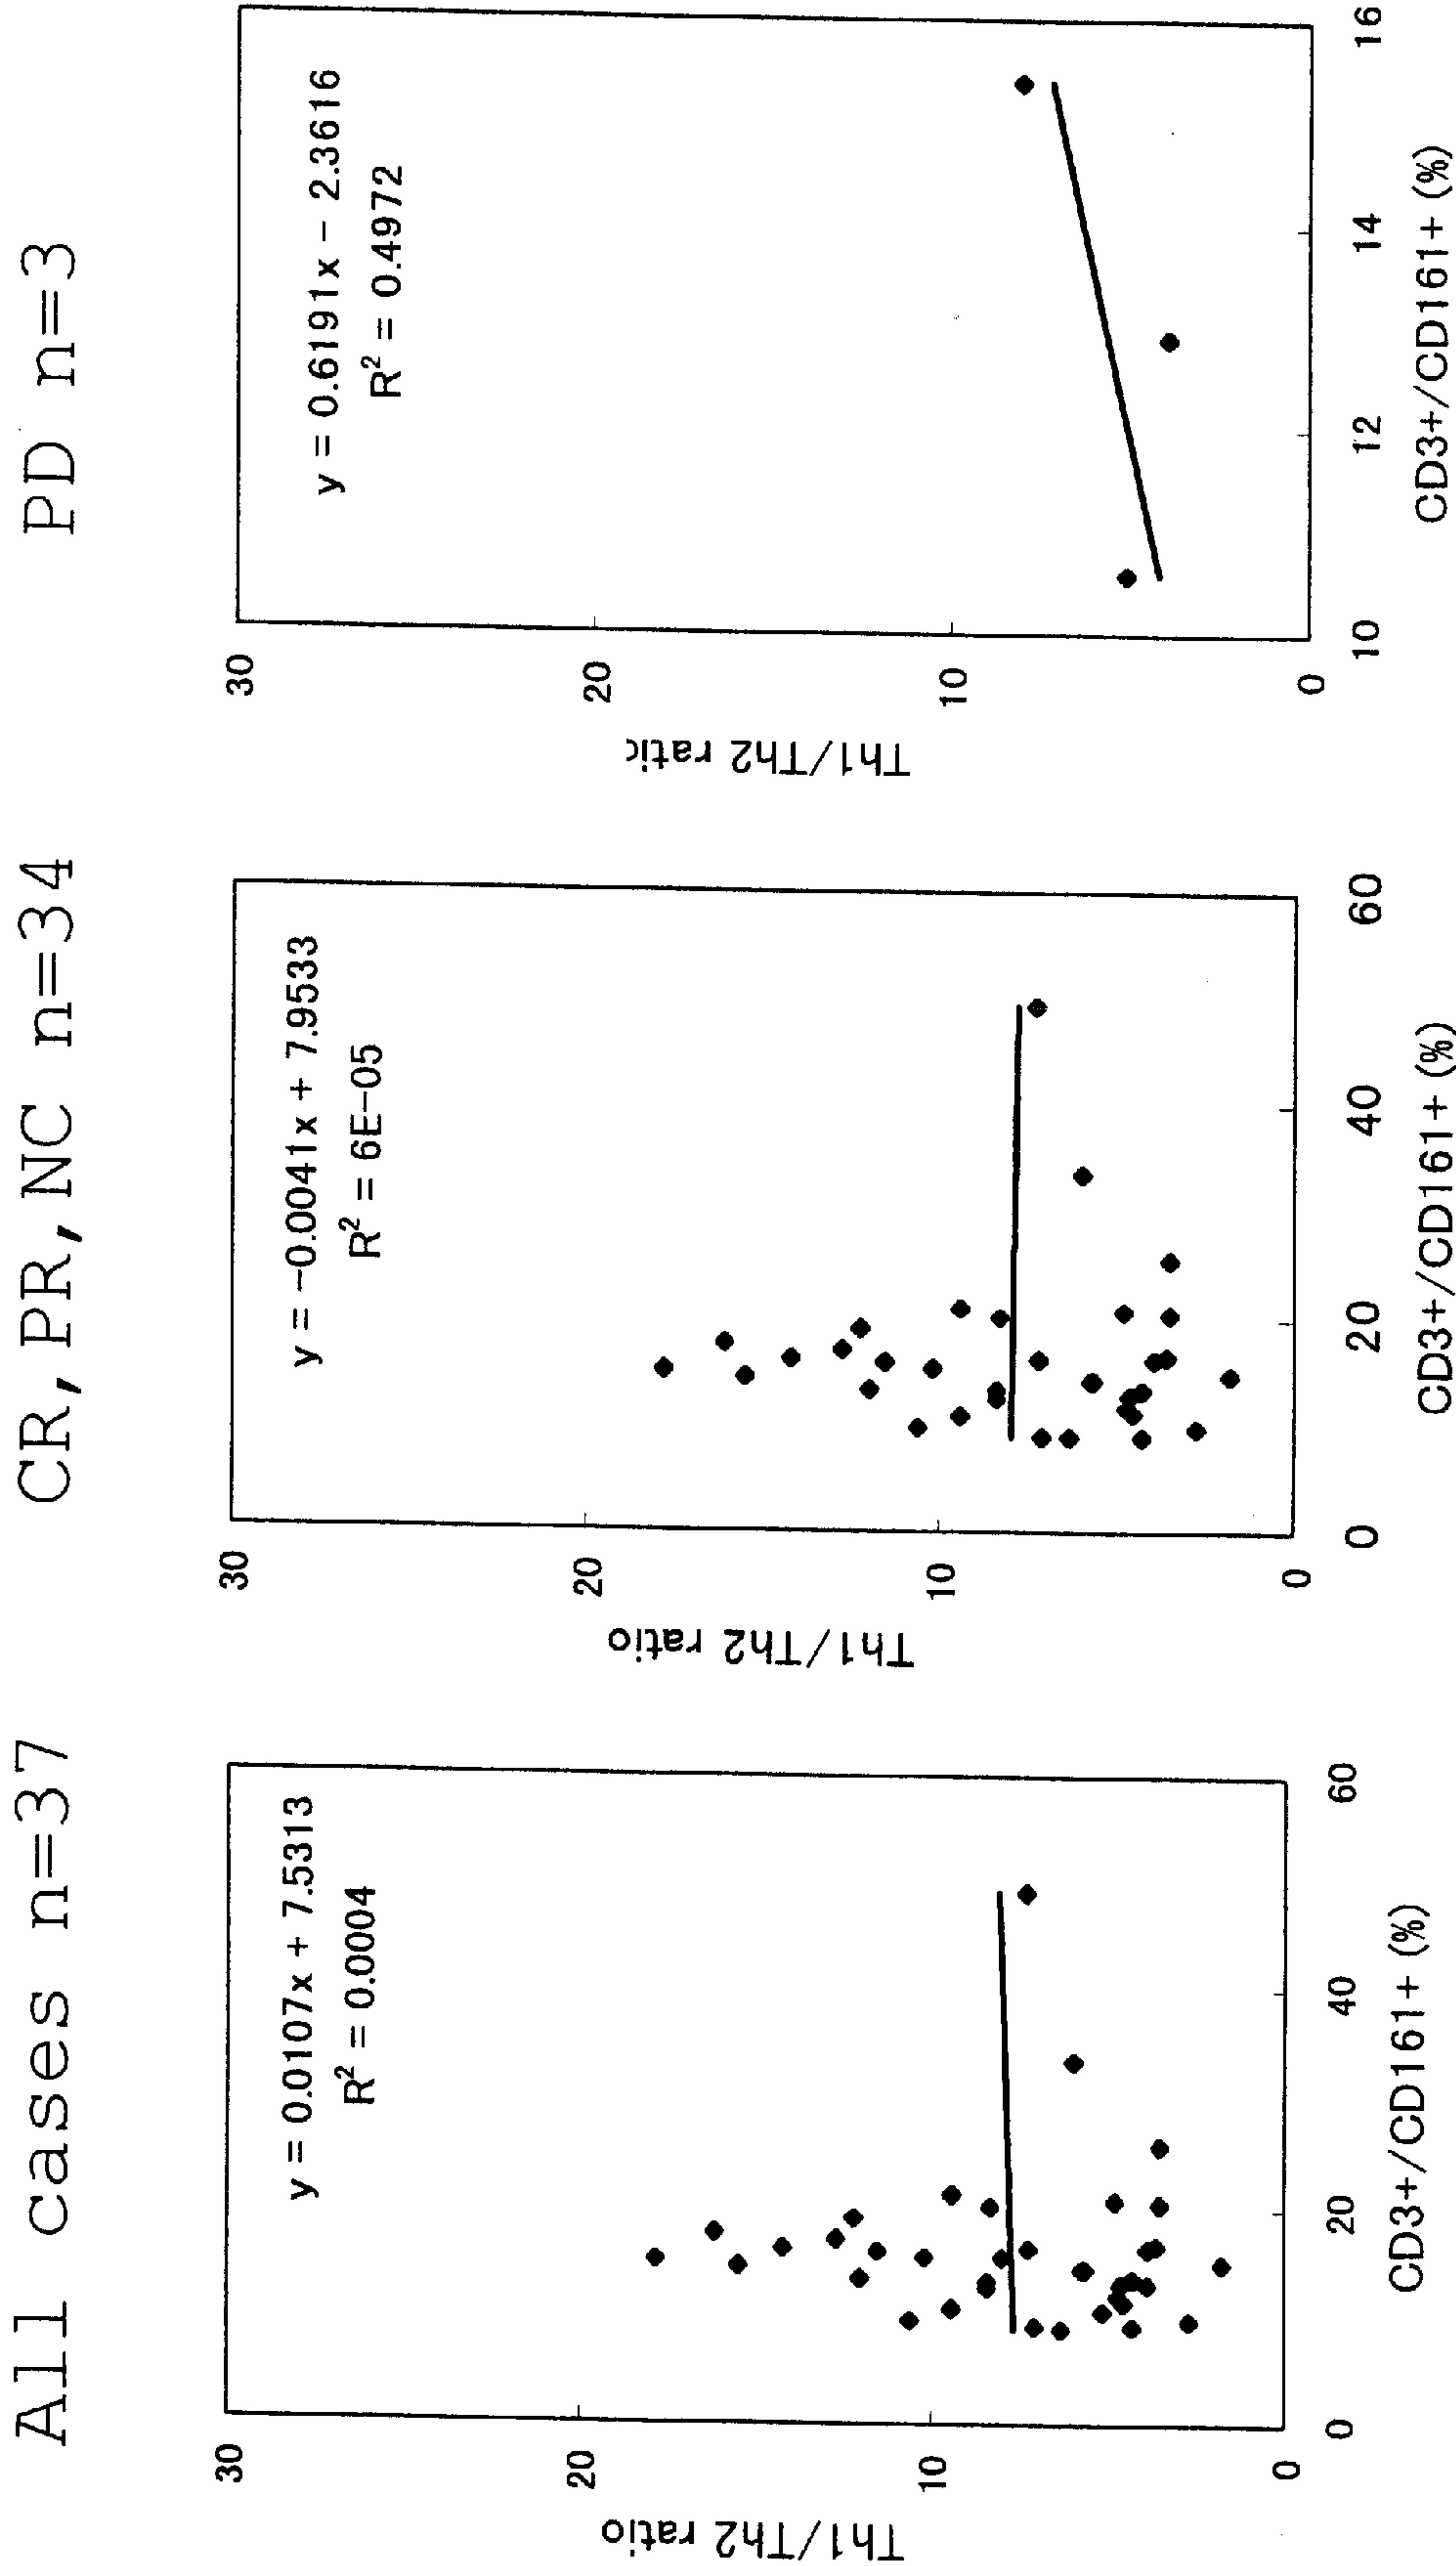 All cases n=37
y = 0.0107x + 7.5313
R² = 0.0004
30
20
10
0
Th1/Th2 ratio
0
20
40
60
CD3+/CD161+ (%)
CR,PR,NC n=34
y = -0.0041x + 7.9533
R² = 6E-05
30
20
10
0
Th1/Th2 ratio
0
20
40
60
CD3+/CD161+ (%)
PD n=3
y = 0.6191x - 2.3616
R² = 0.4972
30
20
10
0
Th1/Th2 ratic
10
12
14
16
CD3+/CD161+ (%)